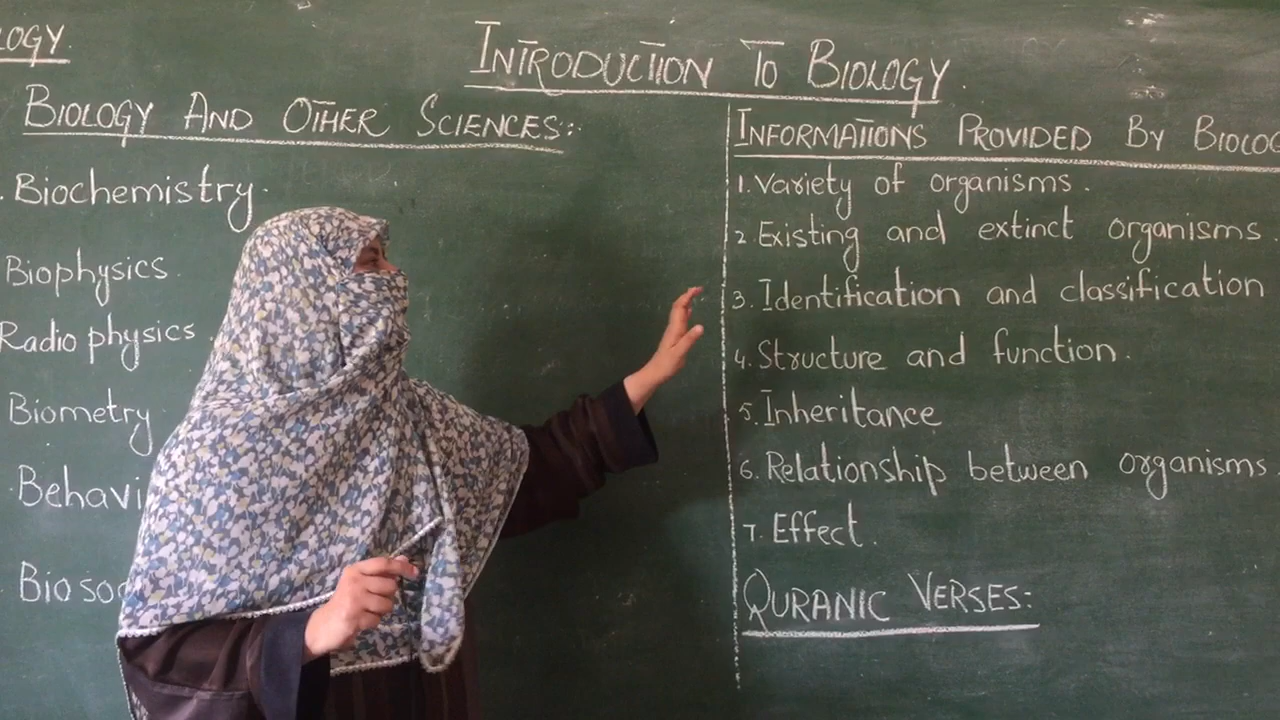 LOGY.
INTRODUCTION TO BIOLOGY.
BIOLOGY AND OTHER SCIENCES:
. Biochemistry.
Biophysics.
Radio physics.
Biometry
. Behavi
Biosoc
INFORMATIONS PROVIDED BY BIOLOG
1. Variety of organisms.
2. Existing and extinct organisms.
3. Identification and classification
4. Structure and function.
5. Inheritance
6. Relationship between organisms
7. Effect.
QURANIC VERSES: